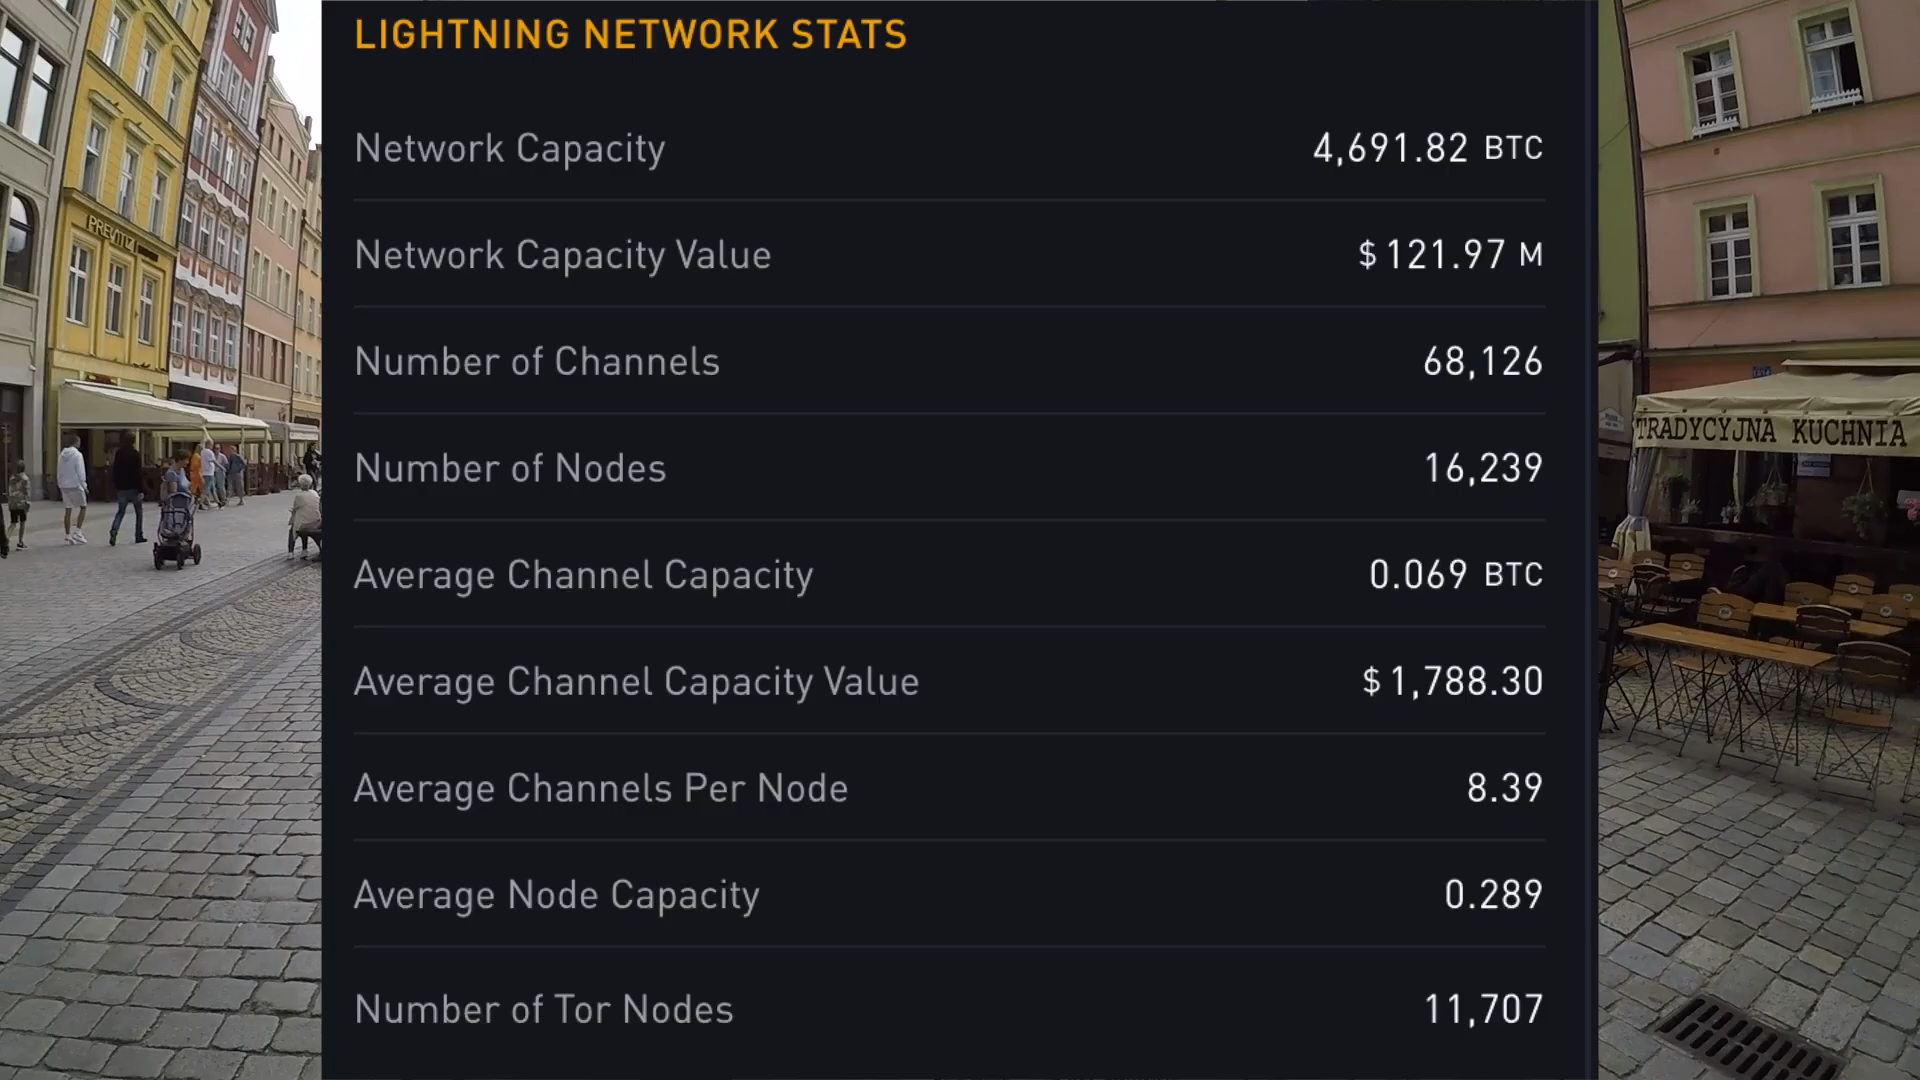 LIGHTNING NETWORK STATS
Network Capacity 4,691.82 BTC
Network Capacity Value $121.97 M
Number of Channels 68,126
Number of Nodes 16,239
Average Channel Capacity 0.069 BTC
Average Channel Capacity Value $1,788.30
Average Channels Per Node 8.39
Average Node Capacity 0.289
Number of Tor Nodes 11,707
TRADYCYJNA KUCHNIA